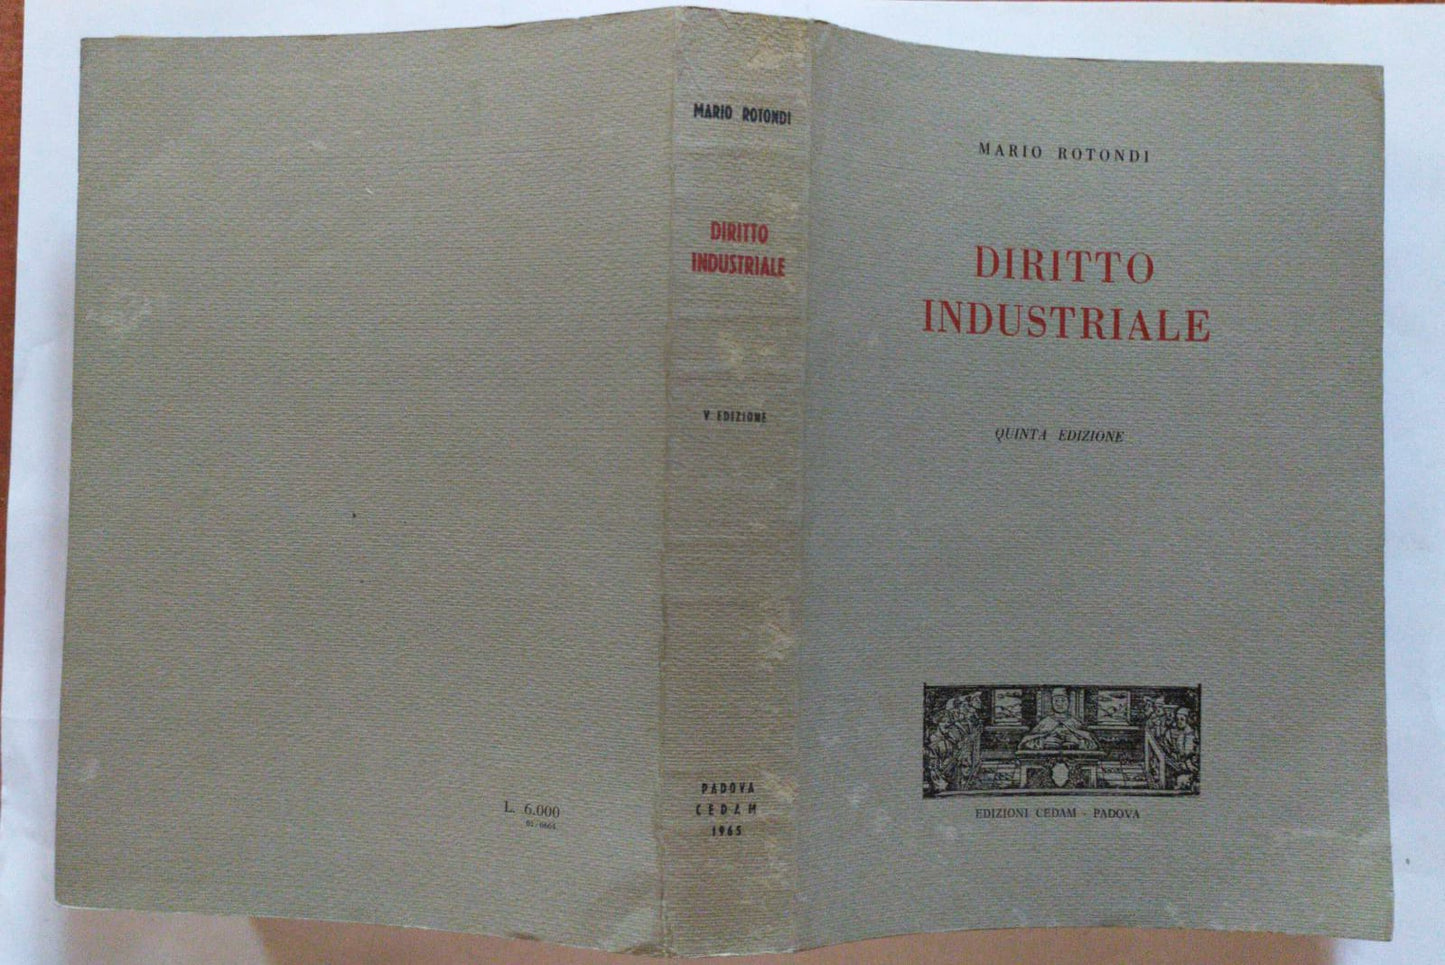 L. 6.000
MARIO ROTONDI
DIRITTO
INDUSTRIALE
V EDIZIONE
PADOVA
CEDAM
1965
MARIO ROTONDI
DIRITTO
INDUSTRIALE
QUINTA EDIZIONE
EDIZIONI CEDAM - PADOVA